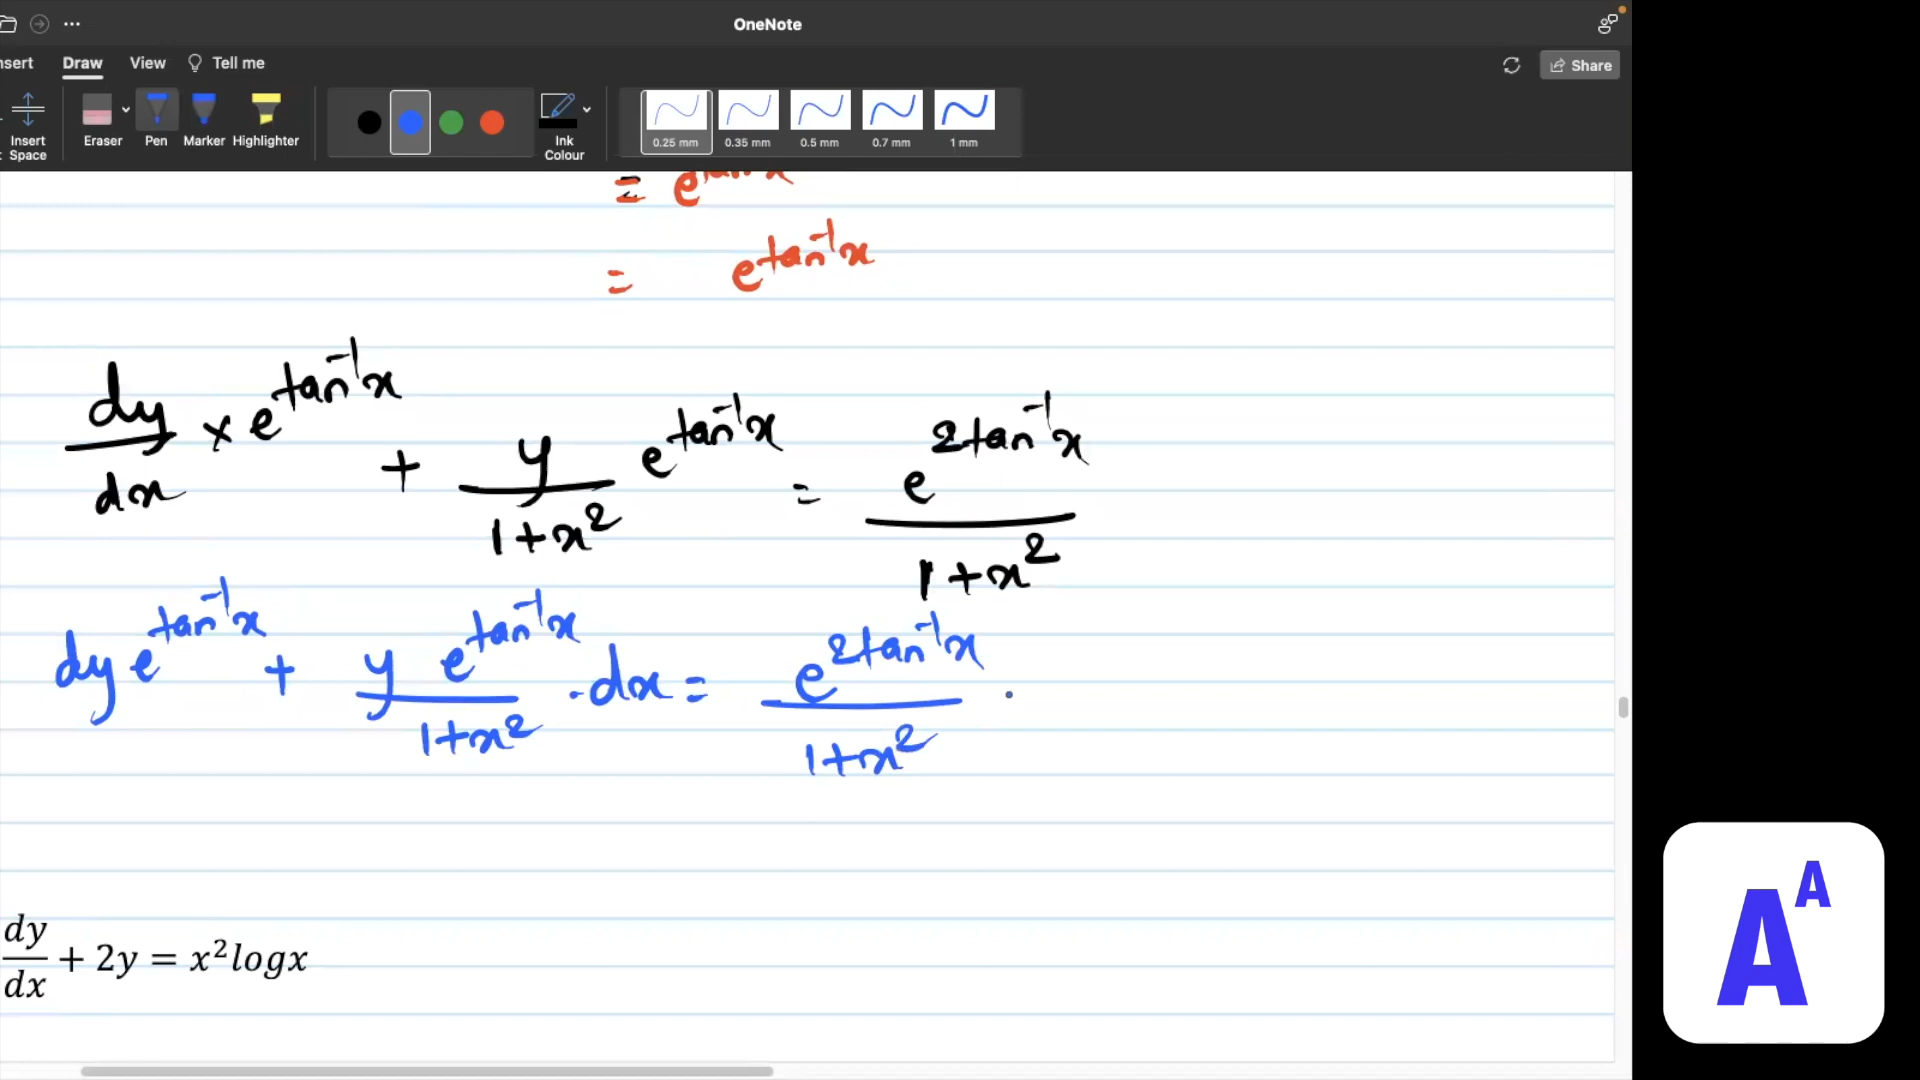 OneNote
nsert Draw View Tell me Share
Insert Space Eraser Pen Marker Highlighter Ink Colour 0.25 mm 0.35 mm 0.5 mm 0.7 mm 1 mm
= e^{tan⁻¹x}
= e^{tan⁻¹x}
dy/dx × e^{tan⁻¹x} + y/(1+x²) e^{tan⁻¹x} = e^{2tan⁻¹x}/(1+x²)
dy e^{tan⁻¹x} + y e^{tan⁻¹x}/(1+x²) · dx = e^{2tan⁻¹x}/(1+x²) ·
dy/dx + 2y = x²logx
A^A